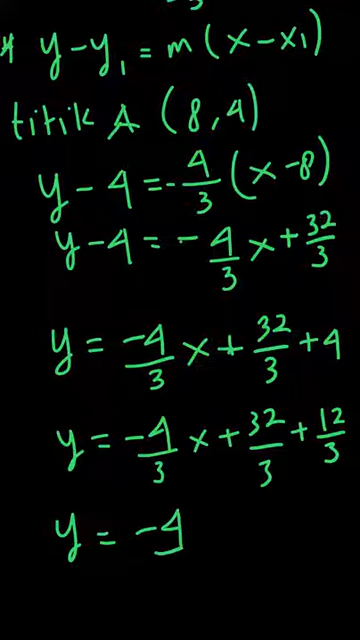 y - y₁ = m (x - x₁)
titik A (8, 4)
y - 4 = -4/3 (x - 8)
y - 4 = -4/3 x + 32/3
y = -4/3 x + 32/3 + 4
y = -4/3 x + 32/3 + 12/3
y = -4